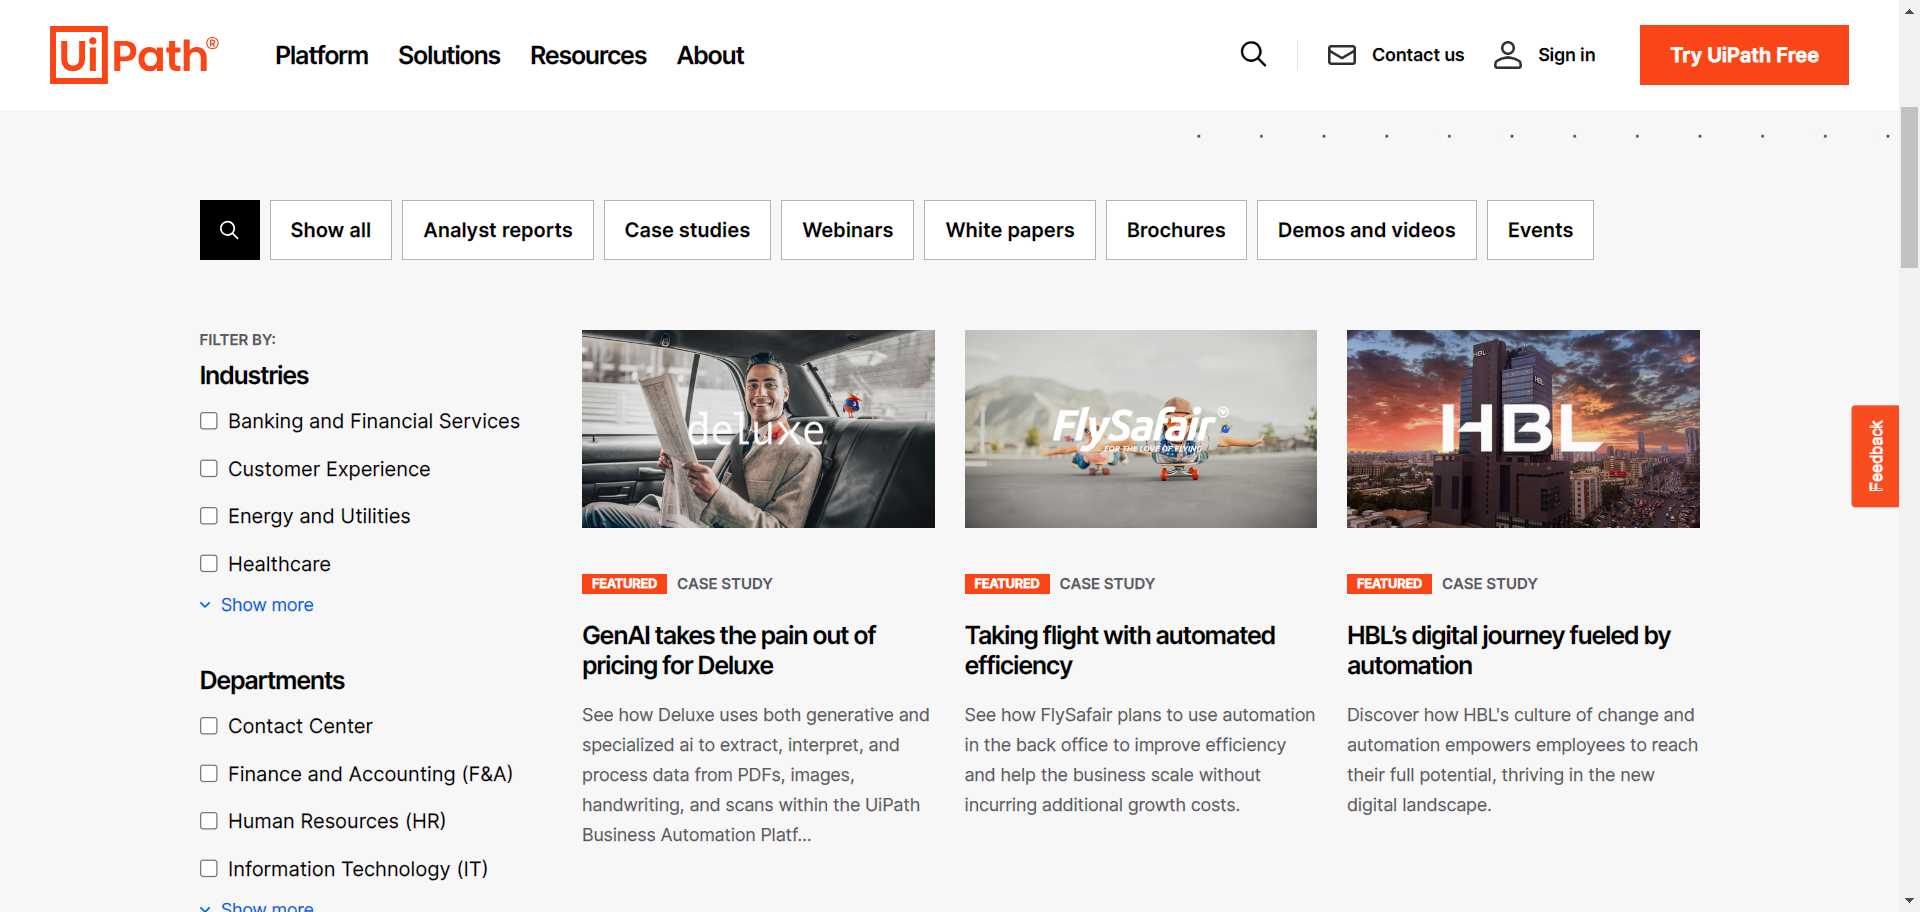 UiPath®
Platform
Solutions
Resources
About
Contact us
Sign in
Try UiPath Free
Show all
Analyst reports
Case studies
Webinars
White papers
Brochures
Demos and videos
Events
FILTER BY:
Industries
Banking and Financial Services
Customer Experience
Energy and Utilities
Healthcare
Show more
Departments
Contact Center
Finance and Accounting (F&A)
Human Resources (HR)
Information Technology (IT)
Show more
deluxe
FEATURED CASE STUDY
GenAI takes the pain out of
pricing for Deluxe
See how Deluxe uses both generative and
specialized ai to extract, interpret, and
process data from PDFs, images,
handwriting, and scans within the UiPath
Business Automation Platf...
FlySafair
FOR THE LOVE OF FLYING
FEATURED CASE STUDY
Taking flight with automated
efficiency
See how FlySafair plans to use automation
in the back office to improve efficiency
and help the business scale without
incurring additional growth costs.
HBL
HBL
HBL
FEATURED CASE STUDY
HBL’s digital journey fueled by
automation
Discover how HBL's culture of change and
automation empowers employees to reach
their full potential, thriving in the new
digital landscape.
Feedback